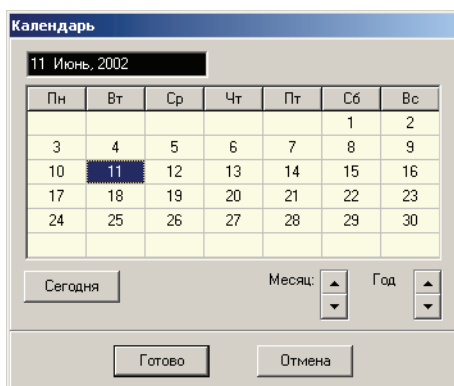 Календарь
11 Июнь, 2002
Пн Вт Ср Чт Пт Сб Вс
1 2
3 4 5 6 7 8 9
10 11 12 13 14 15 16
17 18 19 20 21 22 23
24 25 26 27 28 29 30
Сегодня Месяц: Год
Готово Отмена